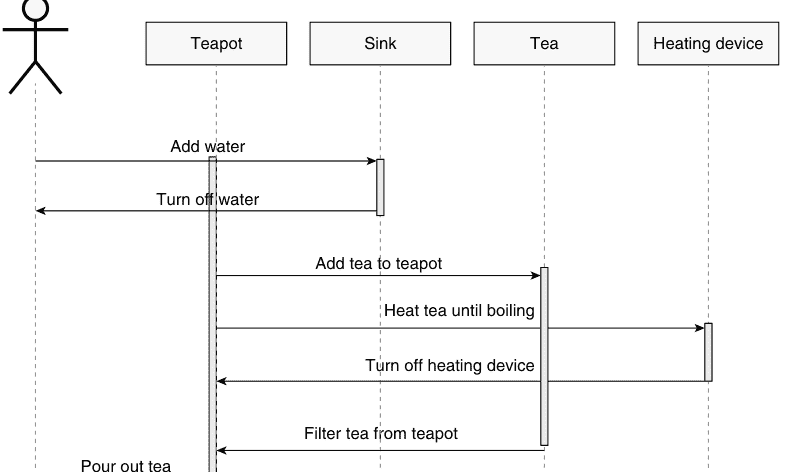 Teapot
Sink
Tea
Heating device
Add water
Turn off water
Add tea to teapot
Heat tea until boiling
Turn off heating device
Filter tea from teapot
Pour out tea